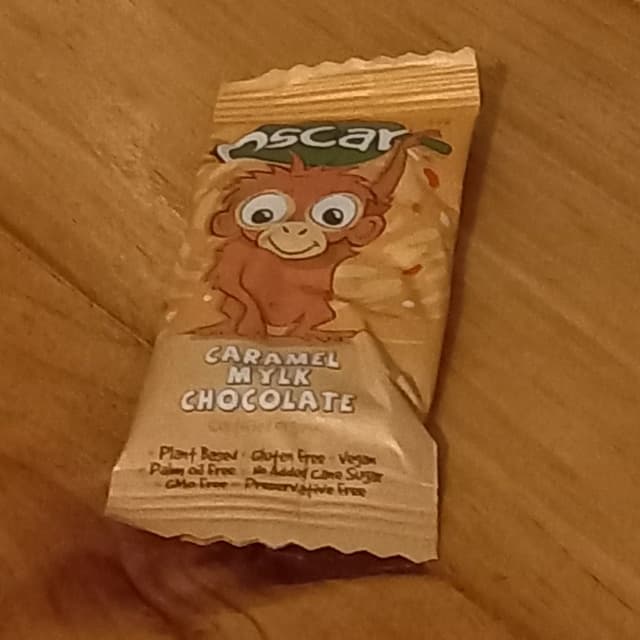 oscar
CARAMEL
MYLK
CHOCOLATE
Plant Based - Gluten Free - Vegan
Palm oil Free - No Added Cane Sugar
GMO Free - Preservative Free